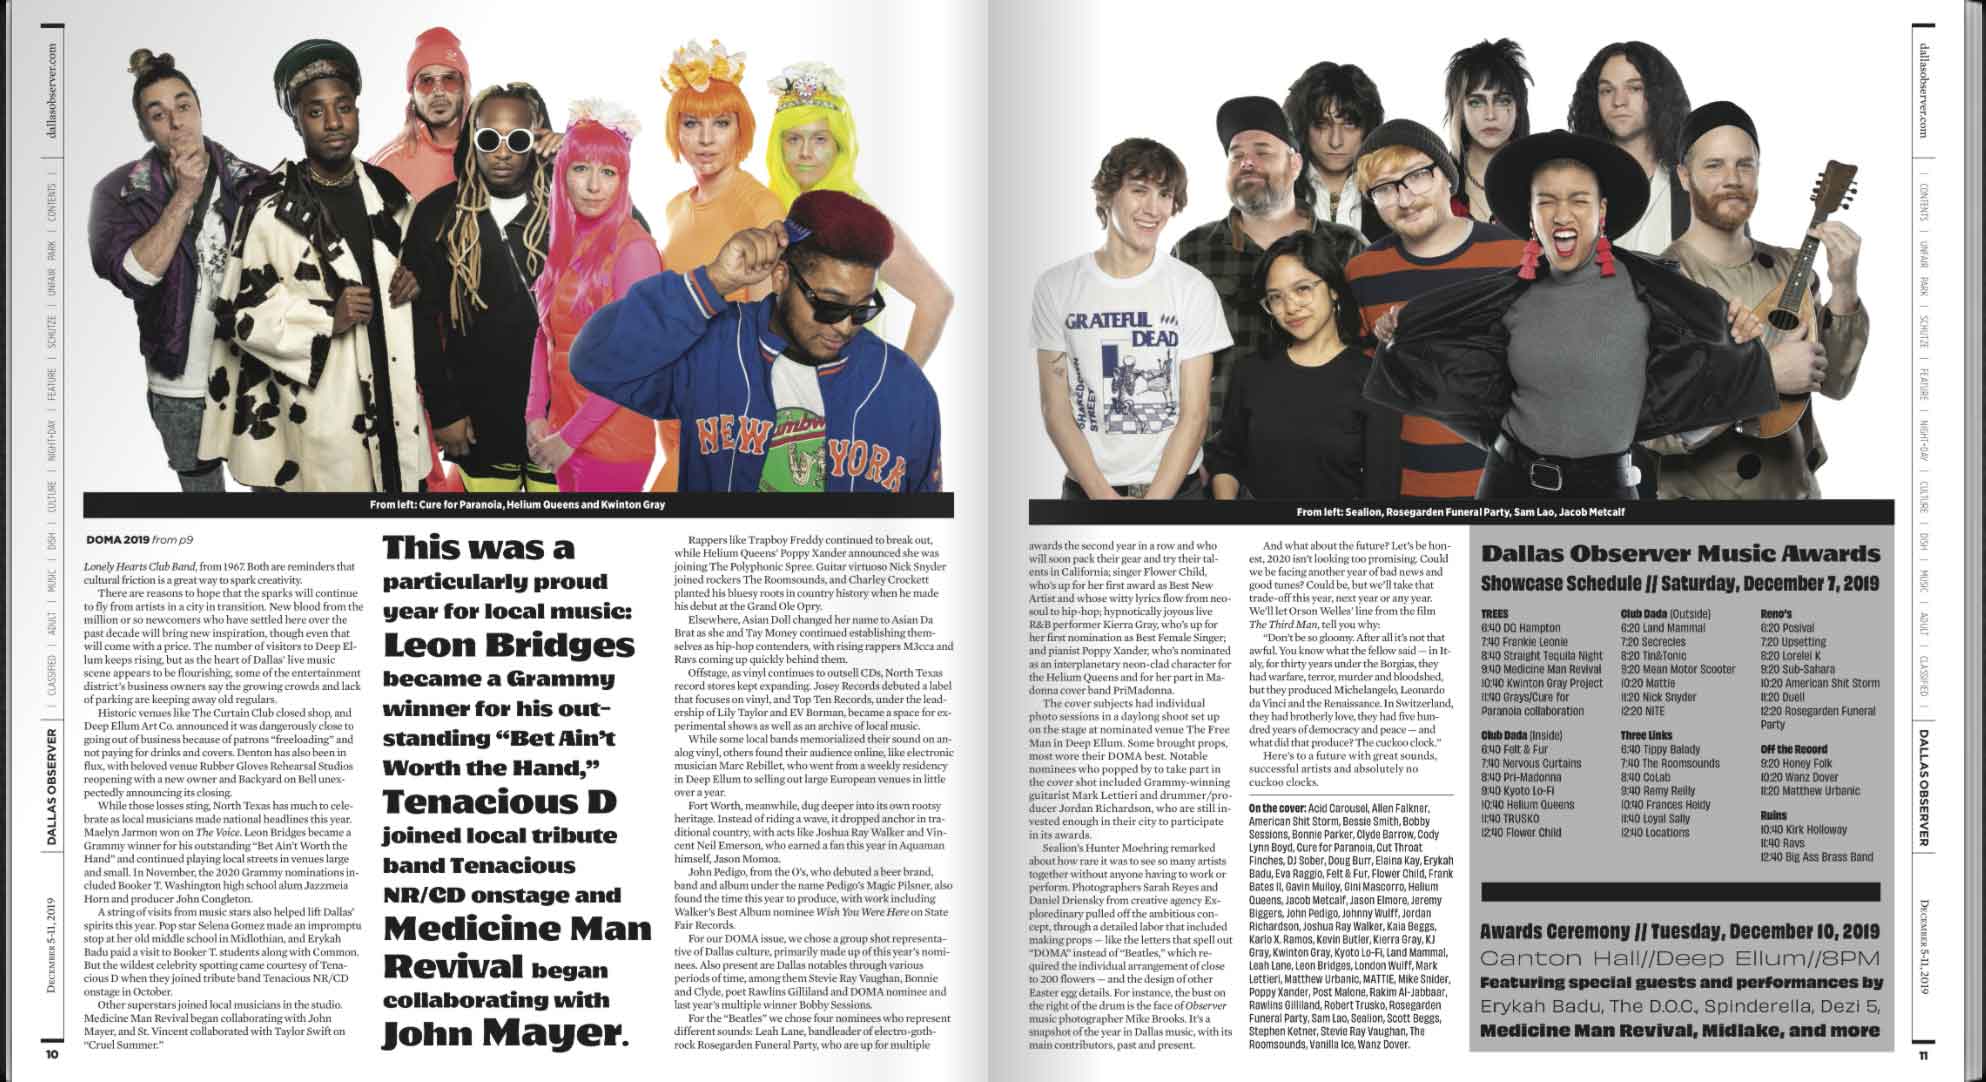 dallasobserver.com
| CLASSIFIED | ADULT | MUSIC | DISH | CULTURE | NIGHT+DAY | FEATURE | SCHUTZE | UNFAIR PARK | CONTENTS |
DALLAS OBSERVER
DECEMBER 5-11, 2019
10
NEW YORK
From left: Cure for Paranoia, Helium Queens and Kwinton Gray
DOMA 2019 from p9
Lonely Hearts Club Band, from 1967. Both are reminders that
cultural friction is a great way to spark creativity.
There are reasons to hope that the sparks will continue
to fly from artists in a city in transition. New blood from the
million or so newcomers who have settled here over the
past decade will bring new inspiration, though even that
will come with a price. The number of visitors to Deep El-
lum keeps rising, but as the heart of Dallas' live music
scene appears to be flourishing, some of the entertainment
district's business owners say the growing crowds and lack
of parking are keeping away old regulars.
Historic venues like The Curtain Club closed shop, and
Deep Ellum Art Co. announced it was dangerously close to
going out of business because of patrons "freeloading" and
not paying for drinks and covers. Denton has also been in
flux, with beloved venue Rubber Gloves Rehearsal Studios
reopening with a new owner and Backyard on Bell unex-
pectedly announcing its closing.
While those losses sting, North Texas has much to cele-
brate as local musicians made national headlines this year.
Maelyn Jarmon won on The Voice. Leon Bridges became a
Grammy winner for his outstanding "Bet Ain't Worth the
Hand" and continued playing local streets in venues large
and small. In November, the 2020 Grammy nominations in-
cluded Booker T. Washington high school alum Jazzmeia
Horn and producer John Congleton.
A string of visits from music stars also helped lift Dallas'
spirits this year. Pop star Selena Gomez made an impromptu
stop at her old middle school in Midlothian, and Erykah
Badu paid a visit to Booker T. students along with Common.
But the wildest celebrity spotting came courtesy of Tena-
cious D when they joined tribute band Tenacious NR/CD
onstage in October.
Other superstars joined local musicians in the studio.
Medicine Man Revival began collaborating with John
Mayer, and St. Vincent collaborated with Taylor Swift on
"Cruel Summer."
This was a
particularly proud
year for local music:
Leon Bridges
became a Grammy
winner for his out-
standing "Bet Ain't
Worth the Hand,"
Tenacious D
joined local tribute
band Tenacious
NR/CD onstage and
Medicine Man
Revival began
collaborating with
John Mayer.
Rappers like Trapboy Freddy continued to break out,
while Helium Queens' Poppy Xander announced she was
joining The Polyphonic Spree. Guitar virtuoso Nick Snyder
joined rockers The Roomsounds, and Charley Crockett
planted his bluesy roots in country history when he made
his debut at the Grand Ole Opry.
Elsewhere, Asian Doll changed her name to Asian Da
Brat as she and Tay Money continued establishing them-
selves as hip-hop contenders, with rising rappers M3cca and
Ravs coming up quickly behind them.
Offstage, as vinyl continues to outsell CDs, North Texas
record stores kept expanding. Josey Records debuted a label
that focuses on vinyl, and Top Ten Records, under the lead-
ership of Lily Taylor and EV Borman, became a space for ex-
perimental shows as well as an archive of local music.
While some local bands memorialized their sound on an-
alog vinyl, others found their audience online, like electronic
musician Marc Rebillet, who went from a weekly residency
in Deep Ellum to selling out large European venues in little
over a year.
Fort Worth, meanwhile, dug deeper into its own rootsy
heritage. Instead of riding a wave, it dropped anchor in tra-
ditional country, with acts like Joshua Ray Walker and Vin-
cent Neil Emerson, who earned a fan this year in Aquaman
himself, Jason Momoa.
John Pedigo, from the O's, who debuted a beer brand,
band and album under the name Pedigo's Magic Pilsner, also
found the time this year to produce, with work including
Walker's Best Album nominee Wish You Were Here on State
Fair Records.
For our DOMA issue, we chose a group shot representa-
tive of Dallas culture, primarily made up of this year's nomi-
nees. Also present are Dallas notables through various
periods of time, among them Stevie Ray Vaughan, Bonnie
and Clyde, poet Rawlins Gilliland and DOMA nominee and
last year's multiple winner Bobby Sessions.
For the "Beatles" we chose four nominees who represent
different sounds: Leah Lane, bandleader of electro-goth-
rock Rosegarden Funeral Party, who are up for multiple
GRATEFUL
DEAD
SHAKEDOWN
STREET
From left: Sealion, Rosegarden Funeral Party, Sam Lao, Jacob Metcalf
awards the second year in a row and who
will soon pack their gear and try their tal-
ents in California; singer Flower Child,
who's up for her first award as Best New
Artist and whose witty lyrics flow from neo-
soul to hip-hop; hypnotically joyous live
R&B performer Kierra Gray, who's up for
her first nomination as Best Female Singer;
and pianist Poppy Xander, who's nominated
as an interplanetary neon-clad character for
the Helium Queens and for her part in Ma-
donna cover band PriMadonna.
The cover subjects had individual
photo sessions in a daylong shoot set up
on the stage at nominated venue The Free
Man in Deep Ellum. Some brought props,
most wore their DOMA best. Notable
nominees who popped by to take part in
the cover shot included Grammy-winning
guitarist Mark Lettieri and drummer/pro-
ducer Jordan Richardson, who are still in-
vested enough in their city to participate
in its awards.
Sealion's Hunter Moehring remarked
about how rare it was to see so many artists
together without anyone having to work or
perform. Photographers Sarah Reyes and
Daniel Driensky from creative agency Ex-
ploredinary pulled off the ambitious con-
cept, through a detailed labor that included
making props — like the letters that spell out
"DOMA" instead of "Beatles," which re-
quired the individual arrangement of close
to 200 flowers — and the design of other
Easter egg details. For instance, the bust on
the right of the drum is the face of Observer
music photographer Mike Brooks. It's a
snapshot of the year in Dallas music, with its
main contributors, past and present.
And what about the future? Let's be hon-
est, 2020 isn't looking too promising. Could
we be facing another year of bad news and
good tunes? Could be, but we'll take that
trade-off this year, next year or any year.
We'll let Orson Welles' line from the film
The Third Man, tell you why:
"Don't be so gloomy. After all it's not that
awful. You know what the fellow said — in It-
aly, for thirty years under the Borgias, they
had warfare, terror, murder and bloodshed,
but they produced Michelangelo, Leonardo
da Vinci and the Renaissance. In Switzerland,
they had brotherly love, they had five hun-
dred years of democracy and peace — and
what did that produce? The cuckoo clock."
Here's to a future with great sounds,
successful artists and absolutely no
cuckoo clocks.
On the cover: Acid Carousel, Allen Falkner,
American Shit Storm, Bessie Smith, Bobby
Sessions, Bonnie Parker, Clyde Barrow, Cody
Lynn Boyd, Cure for Paranoia, Cut Throat
Finches, DJ Sober, Doug Burr, Elaina Kay, Erykah
Badu, Eva Raggio, Felt & Fur, Flower Child, Frank
Bates II, Gavin Mulloy, Gini Mascorro, Helium
Queens, Jacob Metcalf, Jason Elmore, Jeremy
Biggers, John Pedigo, Johnny Wulff, Jordan
Richardson, Joshua Ray Walker, Kaia Beggs,
Karlo X. Ramos, Kevin Butler, Kierra Gray, KJ
Gray, Kwinton Gray, Kyoto Lo-Fi, Land Mammal,
Leah Lane, Leon Bridges, London Wulff, Mark
Lettieri, Matthew Urbanic, MATTIE, Mike Snider,
Poppy Xander, Post Malone, Rakim Al-Jabbaar,
Rawlins Gilliland, Robert Trusko, Rosegarden
Funeral Party, Sam Lao, Sealion, Scott Beggs,
Stephen Ketner, Stevie Ray Vaughan, The
Roomsounds, Vanilla Ice, Wanz Dover.
Dallas Observer Music Awards
Showcase Schedule // Saturday, December 7, 2019
TREES
6:40 DG Hampton
7:40 Frankie Leonie
8:40 Straight Tequila Night
9:40 Medicine Man Revival
10:40 Kwinton Gray Project
11:40 Grays/Cure for
Paranoia collaboration
Club Dada (Inside)
6:40 Felt & Fur
7:40 Nervous Curtains
8:40 Pri-Madonna
9:40 Kyoto Lo-Fi
10:40 Helium Queens
11:40 TRUSKO
12:40 Flower Child
Club Dada (Outside)
6:20 Land Mammal
7:20 Secrecies
8:20 Tin&Tonic
9:20 Mean Motor Scooter
10:20 Mattie
11:20 Nick Snyder
12:20 NITE
Three Links
6:40 Tippy Balady
7:40 The Roomsounds
8:40 CoLab
9:40 Remy Reilly
10:40 Frances Heidy
11:40 Loyal Sally
12:40 Locations
Reno's
6:20 Posival
7:20 Upsetting
8:20 Lorelei K
9:20 Sub-Sahara
10:20 American Shit Storm
11:20 Duell
12:20 Rosegarden Funeral
Party
Off the Record
9:20 Honey Folk
10:20 Wanz Dover
11:20 Matthew Urbanic
Ruins
10:40 Kirk Holloway
11:40 Ravs
12:40 Big Ass Brass Band
Awards Ceremony // Tuesday, December 10, 2019
Canton Hall//Deep Ellum//8PM
Featuring special guests and performances by
Erykah Badu, The D.O.C., Spinderella, Dezi 5,
Medicine Man Revival, Midlake, and more
dallasobserver.com
| CONTENTS | UNFAIR PARK | SCHUTZE | FEATURE | NIGHT+DAY | CULTURE | DISH | MUSIC | ADULT | CLASSIFIED |
DALLAS OBSERVER
DECEMBER 5-11, 2019
11